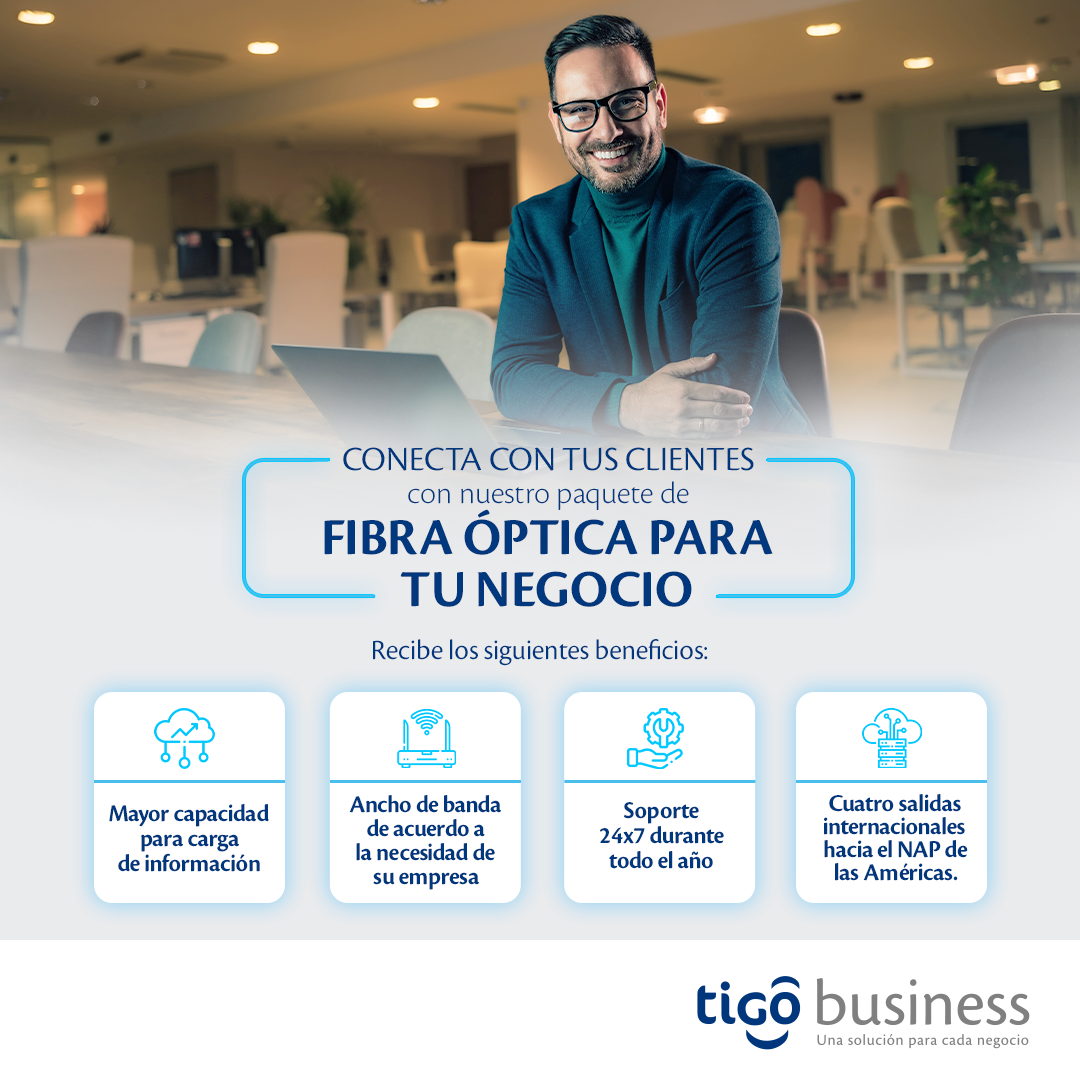 CONECTA CON TUS CLIENTES
con nuestro paquete de
FIBRA ÓPTICA PARA
TU NEGOCIO
Recibe los siguientes beneficios:
Mayor capacidad
para carga
de información
Ancho de banda
de acuerdo a
la necesidad de
su empresa
Soporte
24x7 durante
todo el año
Cuatro salidas
internacionales
hacia el NAP de
las Américas.
tigo business
Una solución para cada negocio